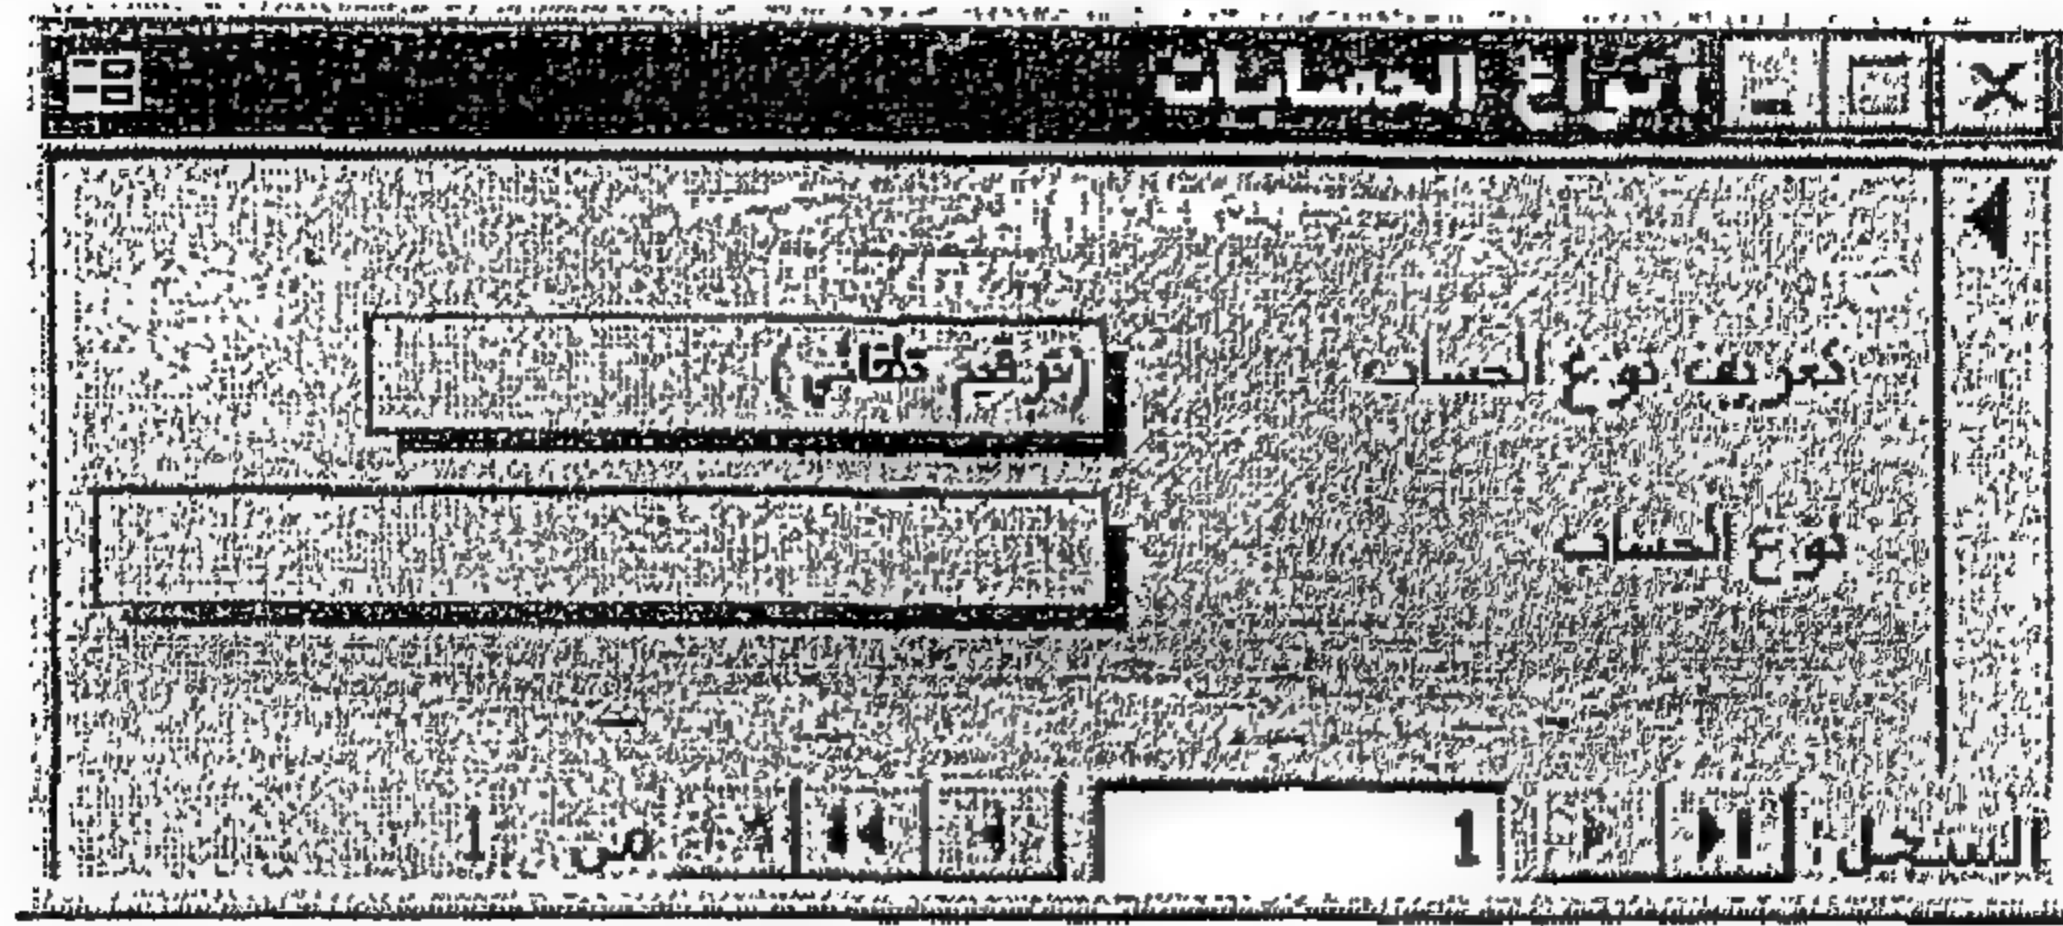 أنواع الحسابات
تعريف نوع الحساب (ترقيم تلقائي)
نوع الحساب
السجل: 1 من 1